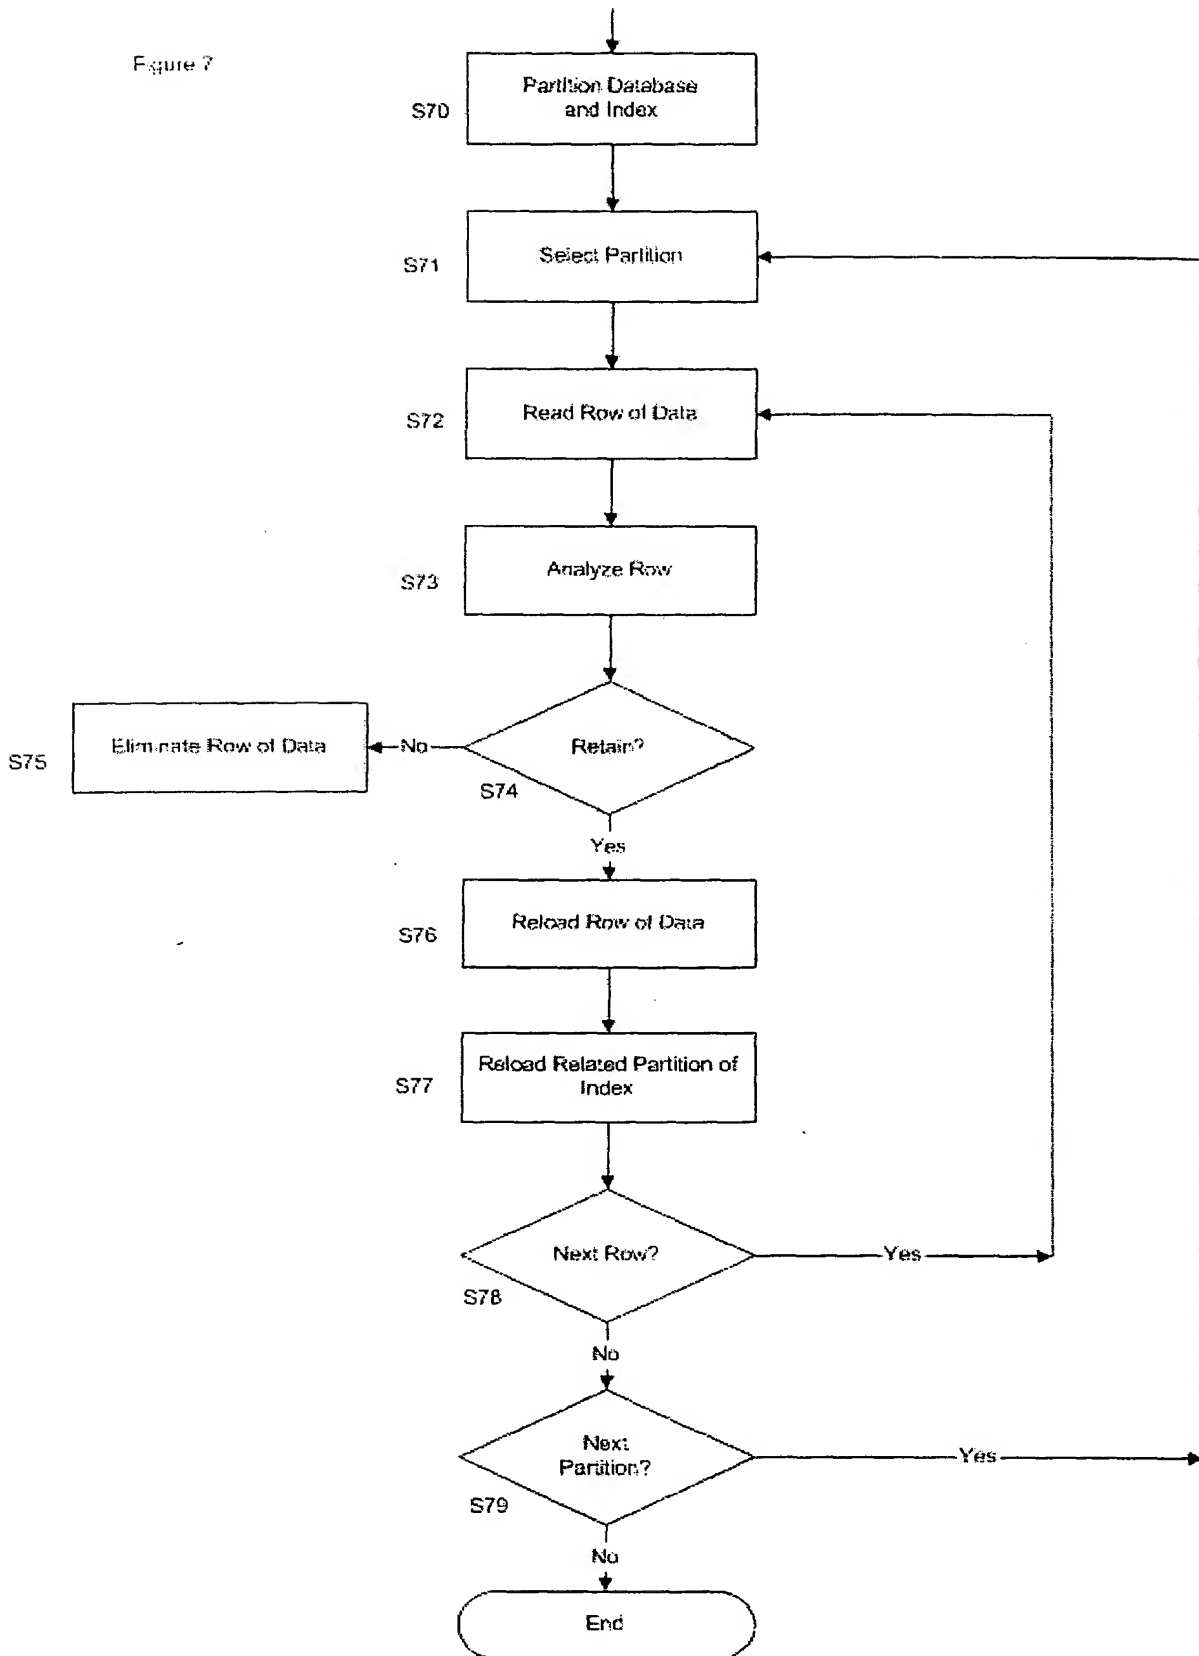 Figure 7
Partition Database
and Index
S70
Select Partition
S71
Read Row of Data
S72
Analyze Row
S73
Eliminate Row of Data
No
Retain?
S75
S74
Yes
Reload Row of Data
S76
Reload Related Partition of
Index
S77
Next Row?
Yes
S78
No
Next
Partition?
Yes
S79
No
End